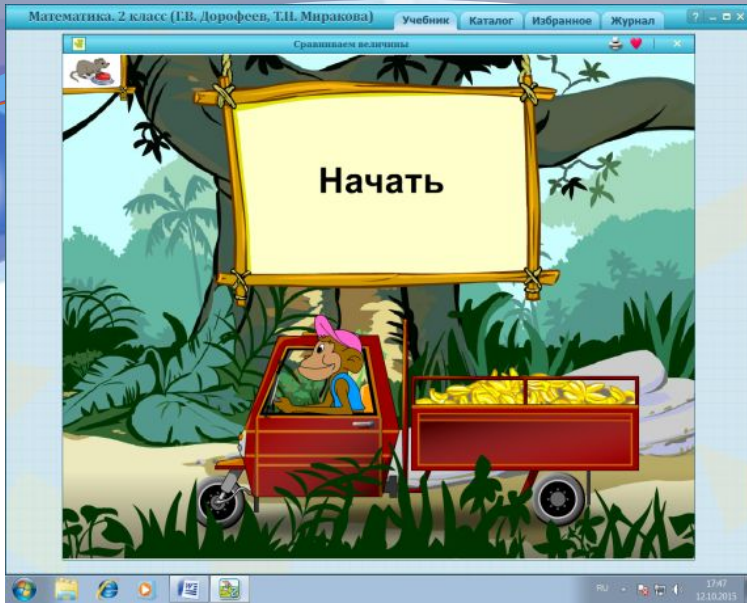 Математика. 2 класс (Г.В. Дорофеев, Т.Н. Миракова)
Учебник
Каталог
Избранное
Журнал
?
Сравниваем величины
Начать
RU
17:47
12.10.2015